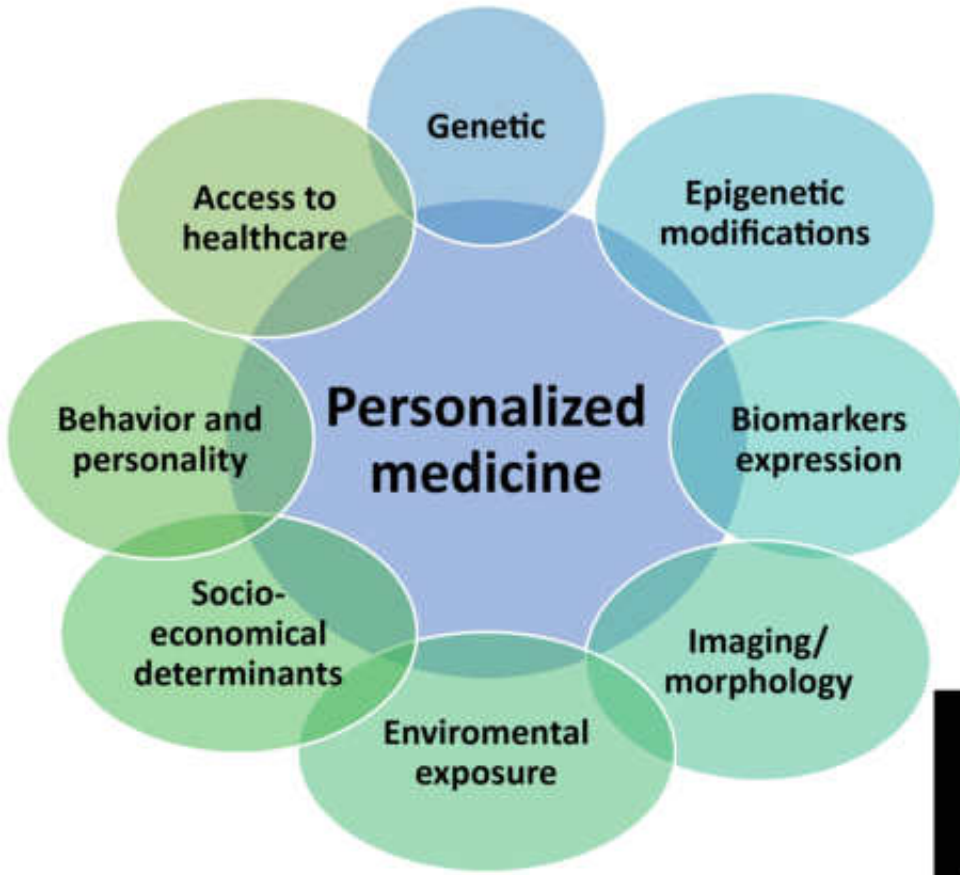 Genetic
Epigenetic
modifications
Biomarkers
expression
Imaging/
morphology
Enviromental
exposure
Socio-
economical
determinants
Behavior and
personality
Access to
healthcare
Personalized
medicine